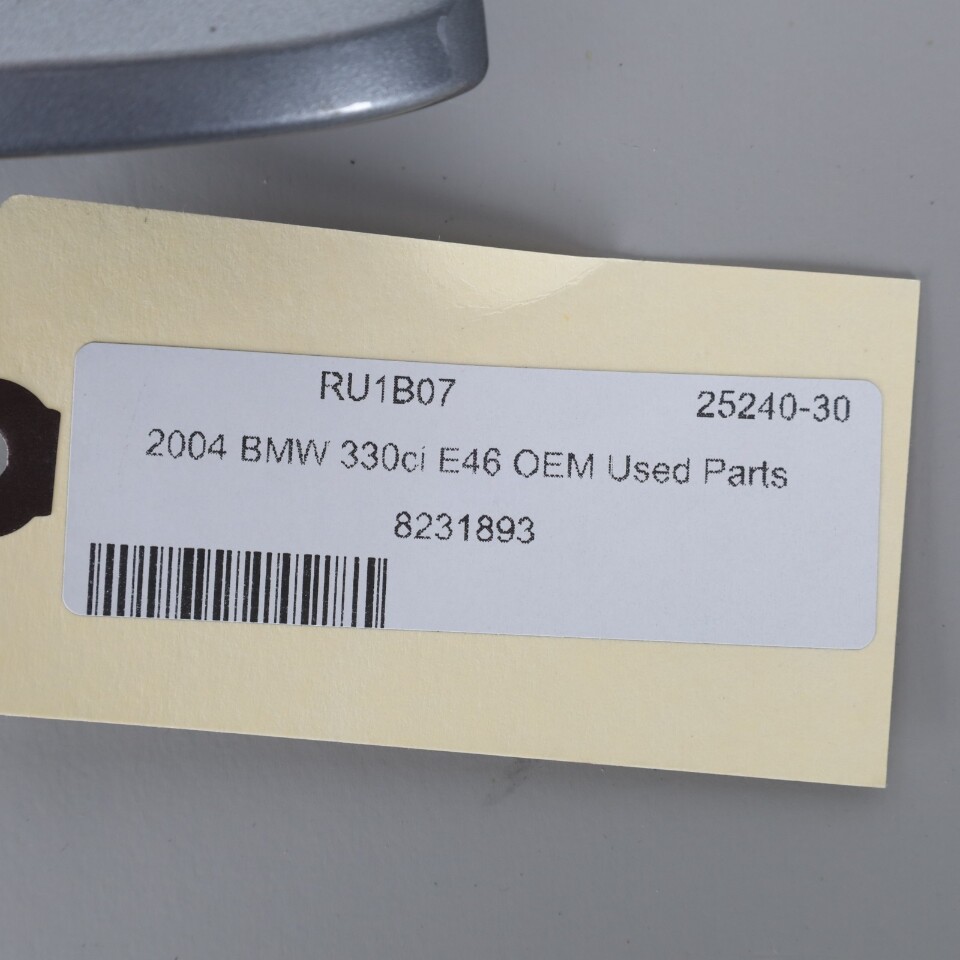 RU1B07 25240-30
2004 BMW 330ci E46 OEM Used Parts
8231893